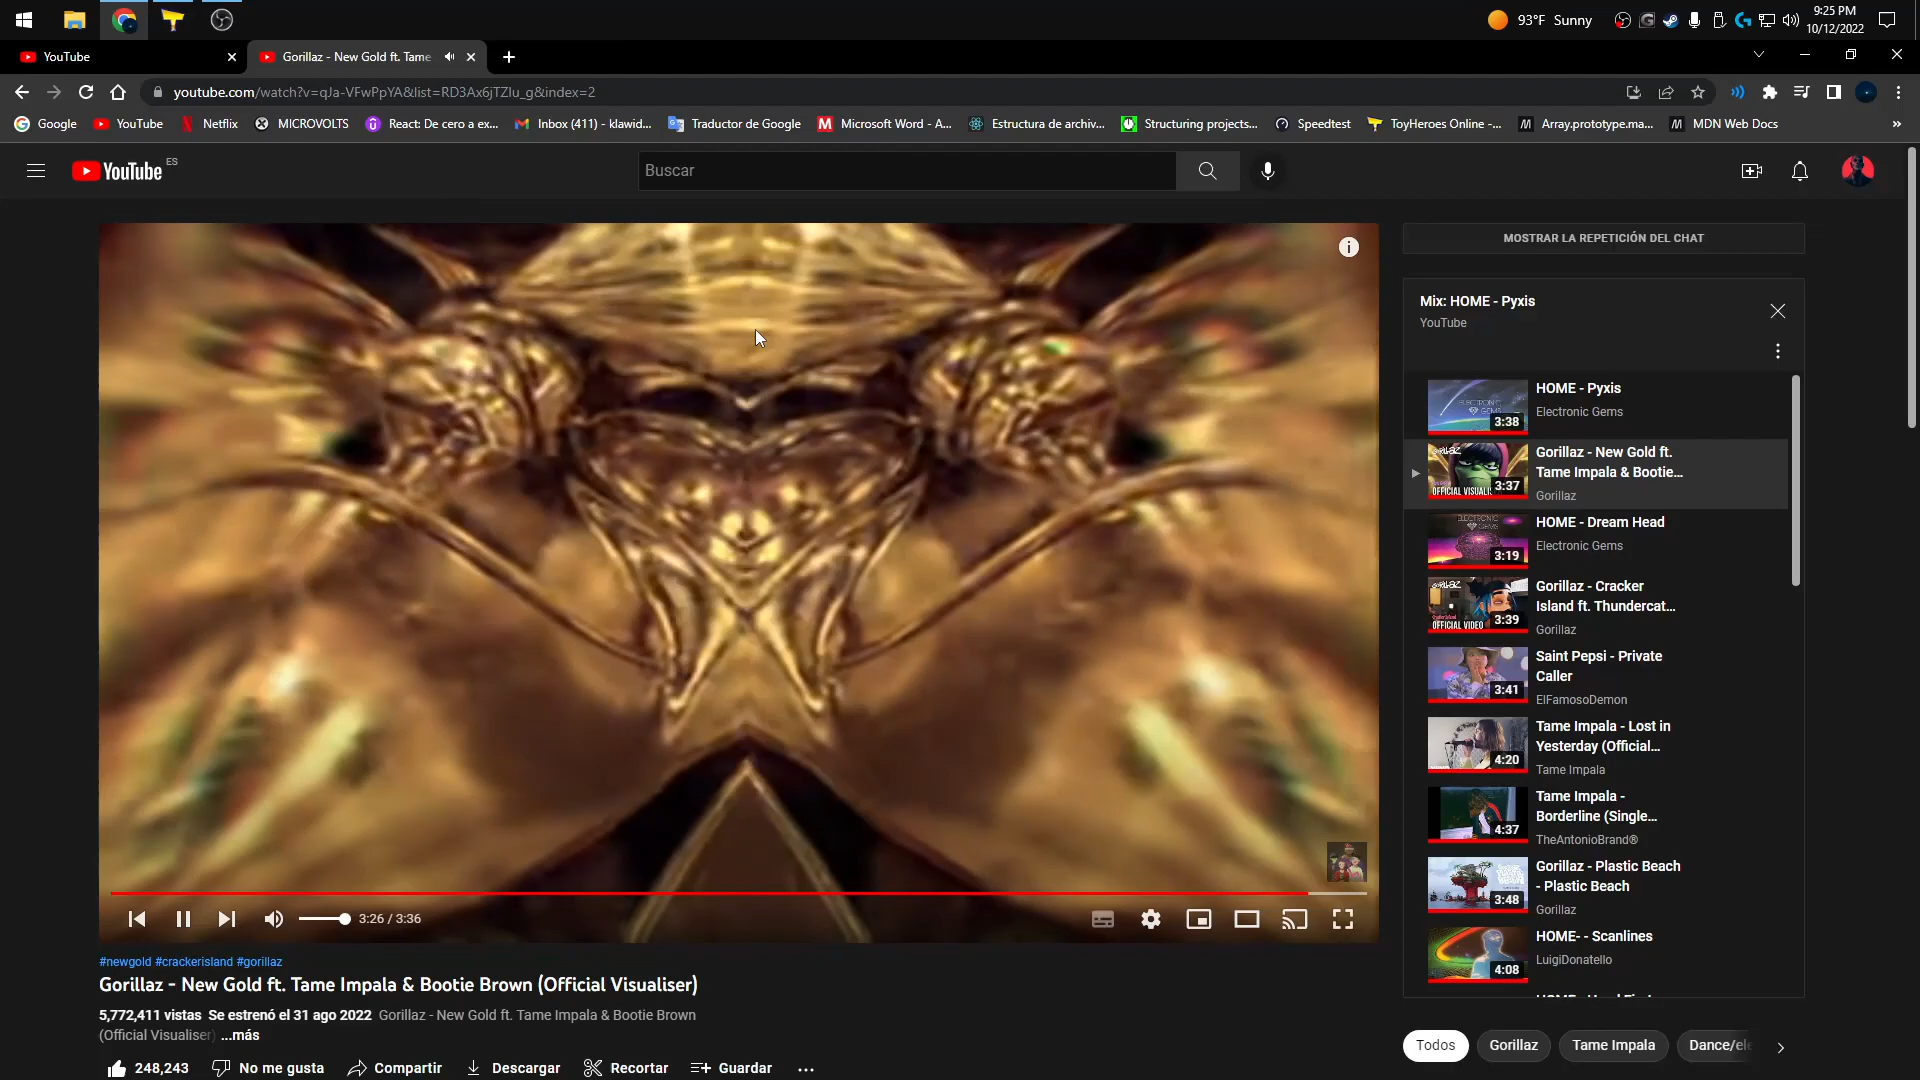 93°F Sunny
9:25 PM
10/12/2022
YouTube
Gorillaz - New Gold ft. Tame
youtube.com/watch?v=qJa-VFwPpYA&list=RD3Ax6jTZIu_g&index=2
Google YouTube Netflix MICROVOLTS React: De cero a ex... Inbox (411) - klawid... Traductor de Google Microsoft Word - A... Estructura de archiv... Structuring projects... Speedtest ToyHeroes Online -... Array.prototype.ma... MDN Web Docs »
YouTube ES
Buscar
MOSTRAR LA REPETICIÓN DEL CHAT
Mix: HOME - Pyxis
YouTube
HOME - Pyxis
Electronic Gems
3:38
Gorillaz - New Gold ft.
Tame Impala & Bootie...
Gorillaz
3:37
HOME - Dream Head
Electronic Gems
3:19
Gorillaz - Cracker
Island ft. Thundercat...
Gorillaz
3:39
Saint Pepsi - Private
Caller
ElFamosoDemon
3:41
Tame Impala - Lost in
Yesterday (Official...
Tame Impala
4:20
Tame Impala -
Borderline (Single...
TheAntonioBrand®
4:37
Gorillaz - Plastic Beach
- Plastic Beach
Gorillaz
3:48
HOME- - Scanlines
LuigiDonatello
4:08
3:26 / 3:36
#newgold #crackerisland #gorillaz
Gorillaz - New Gold ft. Tame Impala & Bootie Brown (Official Visualiser)
5,772,411 vistas Se estrenó el 31 ago 2022 Gorillaz - New Gold ft. Tame Impala & Bootie Brown
(Official Visualiser) ...más
248,243 No me gusta Compartir Descargar Recortar Guardar ...
Todos Gorillaz Tame Impala Dance/ele